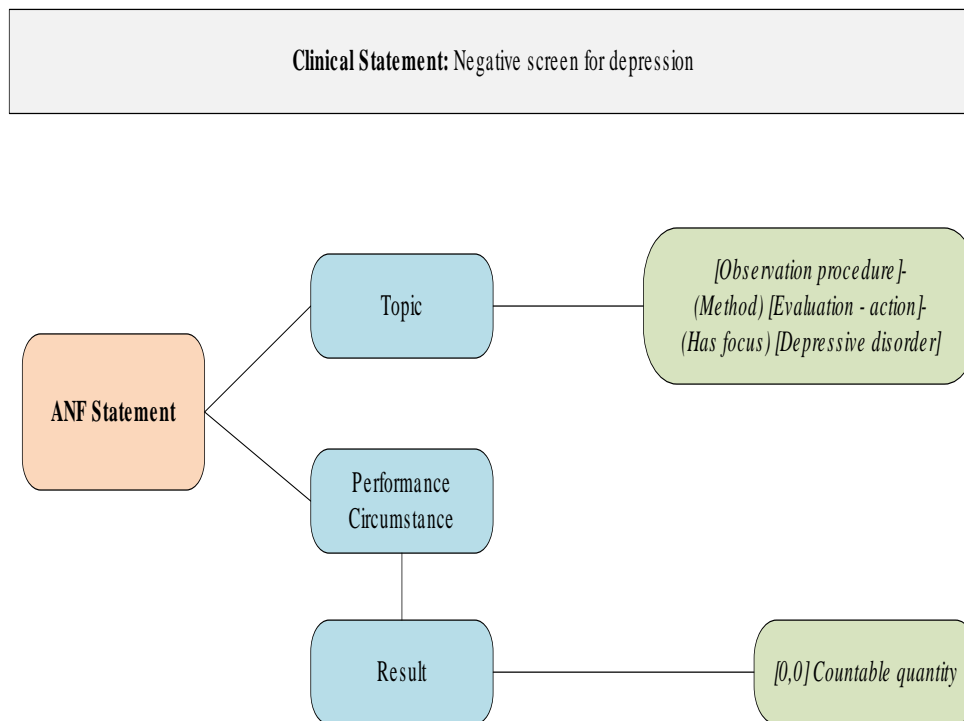 Clinical Statement: Negative screen for depression
Topic
[Observation procedure]-
(Method) [Evaluation - action]-
(Has focus) [Depressive disorder]
ANF Statement
Performance
Circumstance
Result
[0,0] Countable quantity